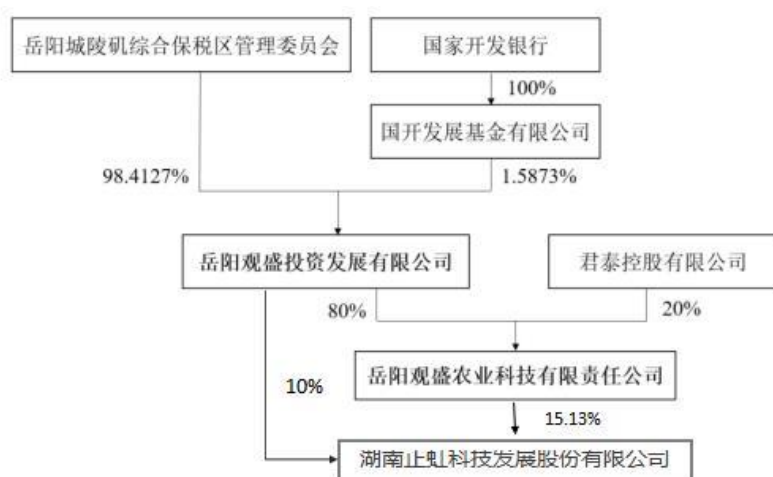 岳阳城陵矶综合保税区管理委员会
国家开发银行
100%
国开发展基金有限公司
98.4127%
1.5873%
岳阳观盛投资发展有限公司
君泰控股有限公司
80%
20%
岳阳观盛农业科技有限责任公司
10%
15.13%
湖南正虹科技发展股份有限公司